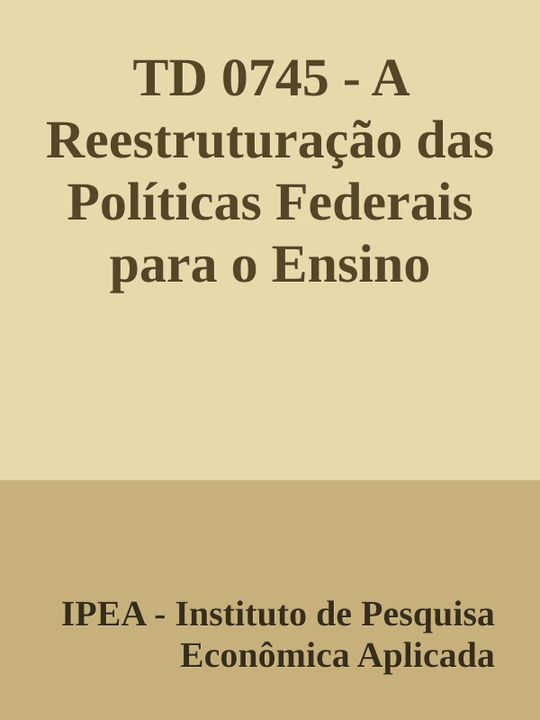 TD 0745 - A
Reestruturação das
Políticas Federais
para o Ensino
IPEA - Instituto de Pesquisa
Econômica Aplicada